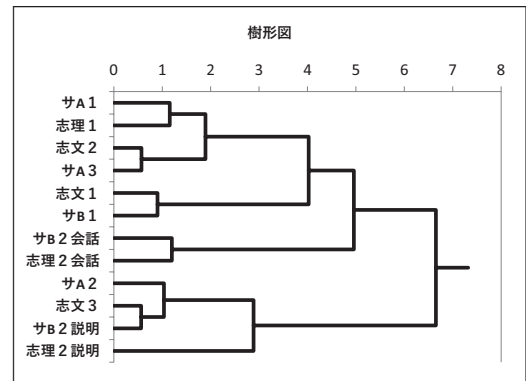 樹形図
0 1 2 3 4 5 6 7 8
サA 1
志理 1
志文 2
サA 3
志文 1
サB 1
サB 2 会話
志理 2 会話
サA 2
志文 3
サB 2 説明
志理 2 説明